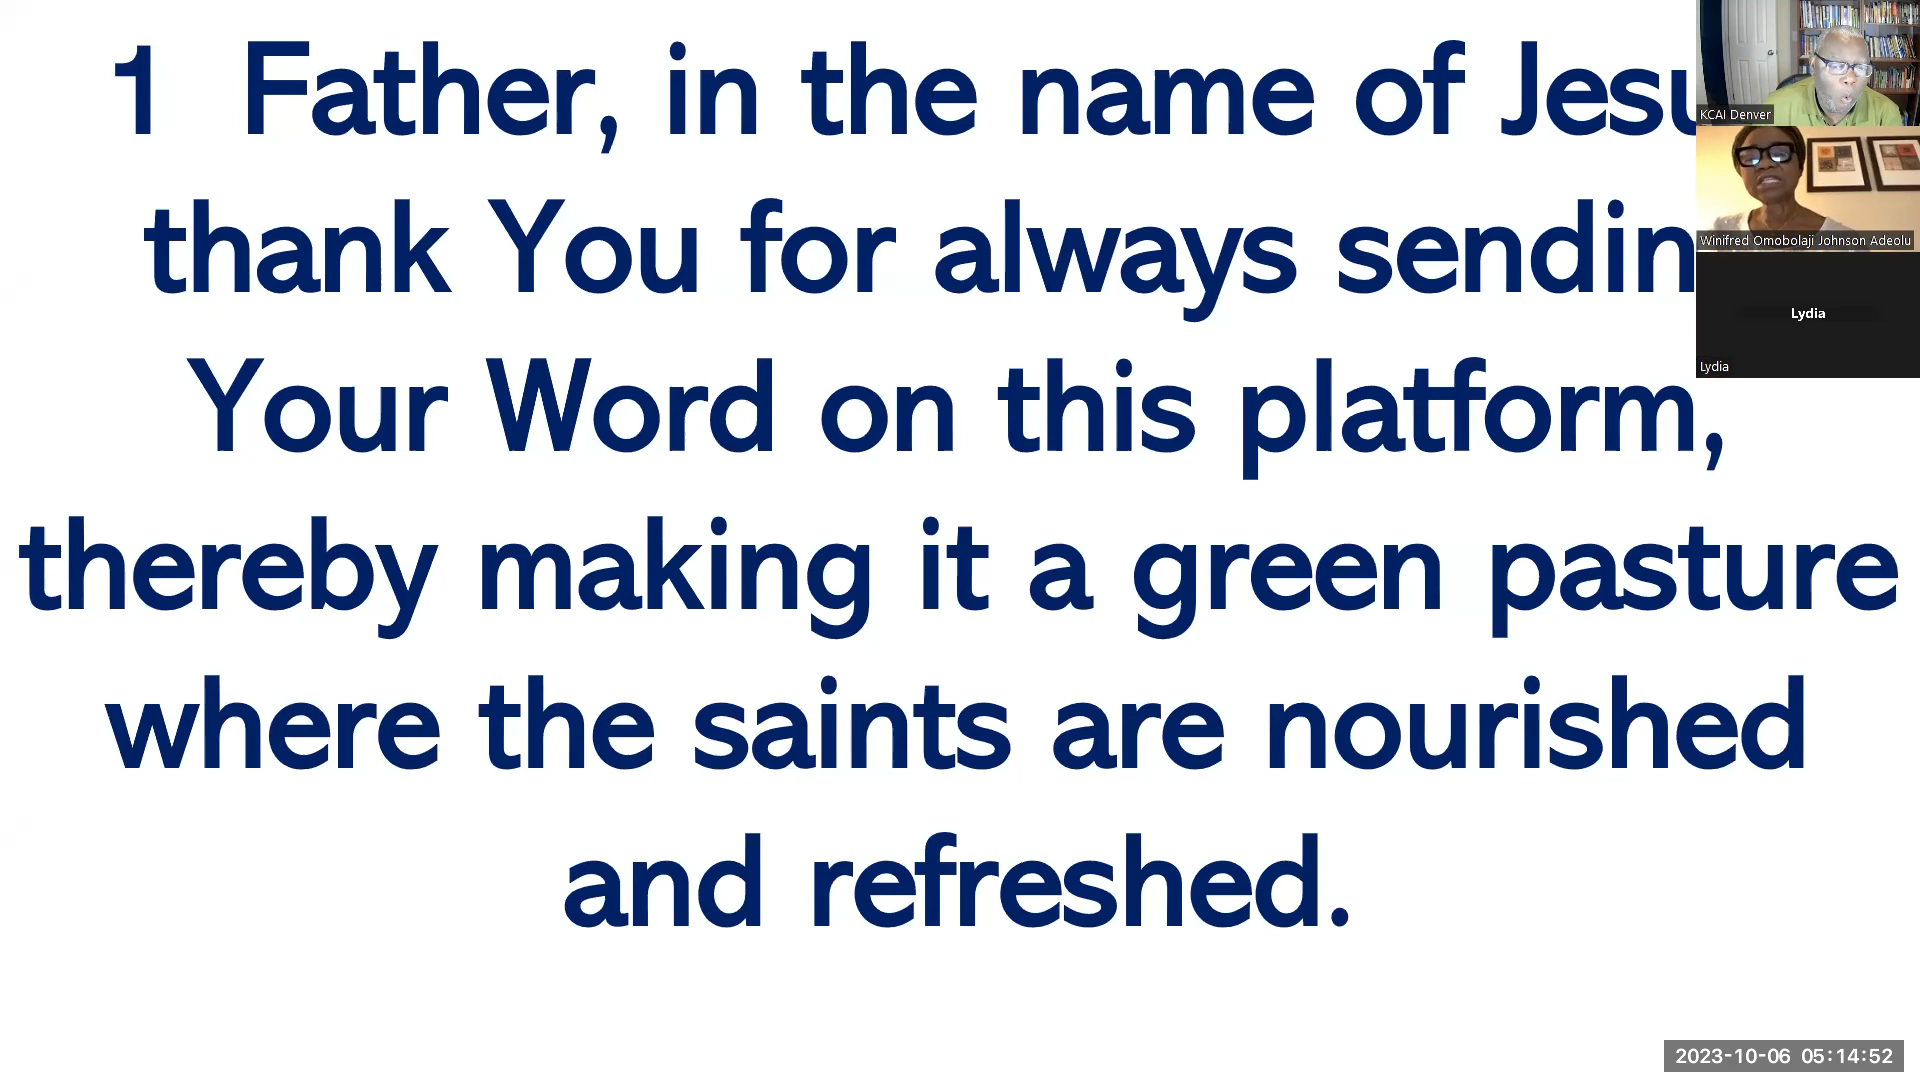 1 Father, in the name of Jesu
thank You for always sendin
Your Word on this platform,
thereby making it a green pasture
where the saints are nourished
and refreshed.
KCAI Denver
Winifred Omobolaji Johnson Adeolu
Lydia
Lydia
2023-10-06 05:14:52